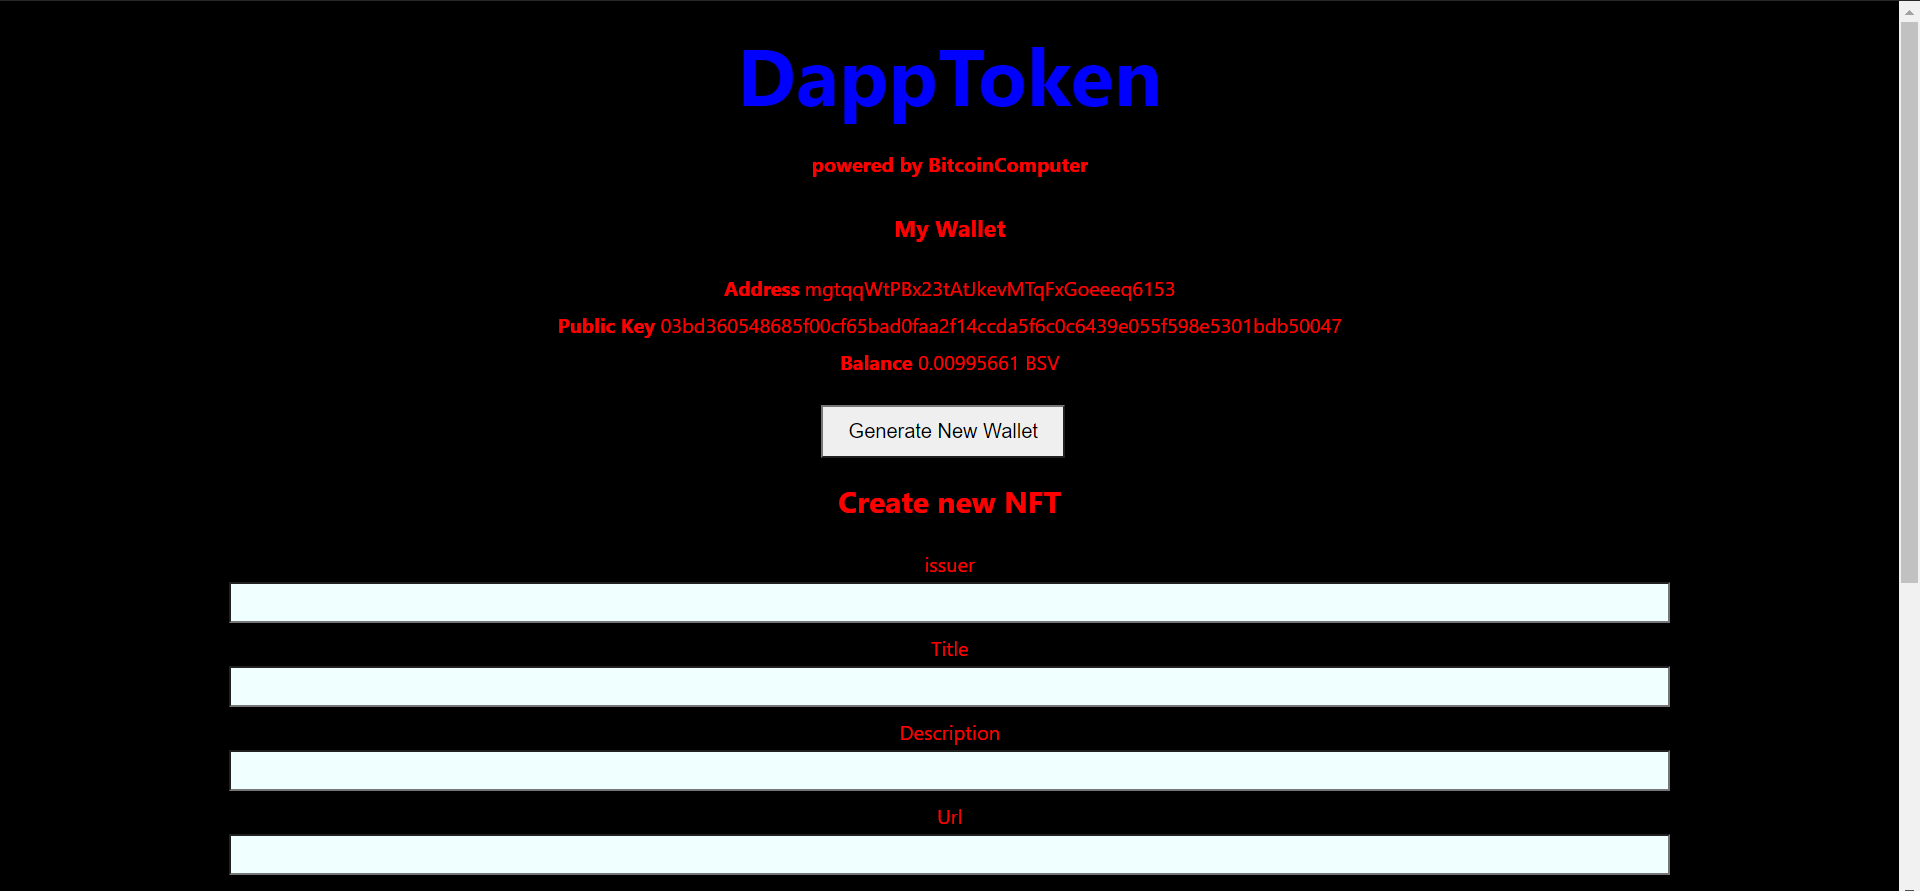 DappToken
powered by BitcoinComputer
My Wallet
Address mgtqqWtPBx23tAtJkevMTqFxGoeeeq6153
Public Key 03bd360548685f00cf65bad0faa2f14ccda5f6c0c6439e055f598e5301bdb50047
Balance 0.00995661 BSV
Generate New Wallet
Create new NFT
issuer
Title
Description
Url